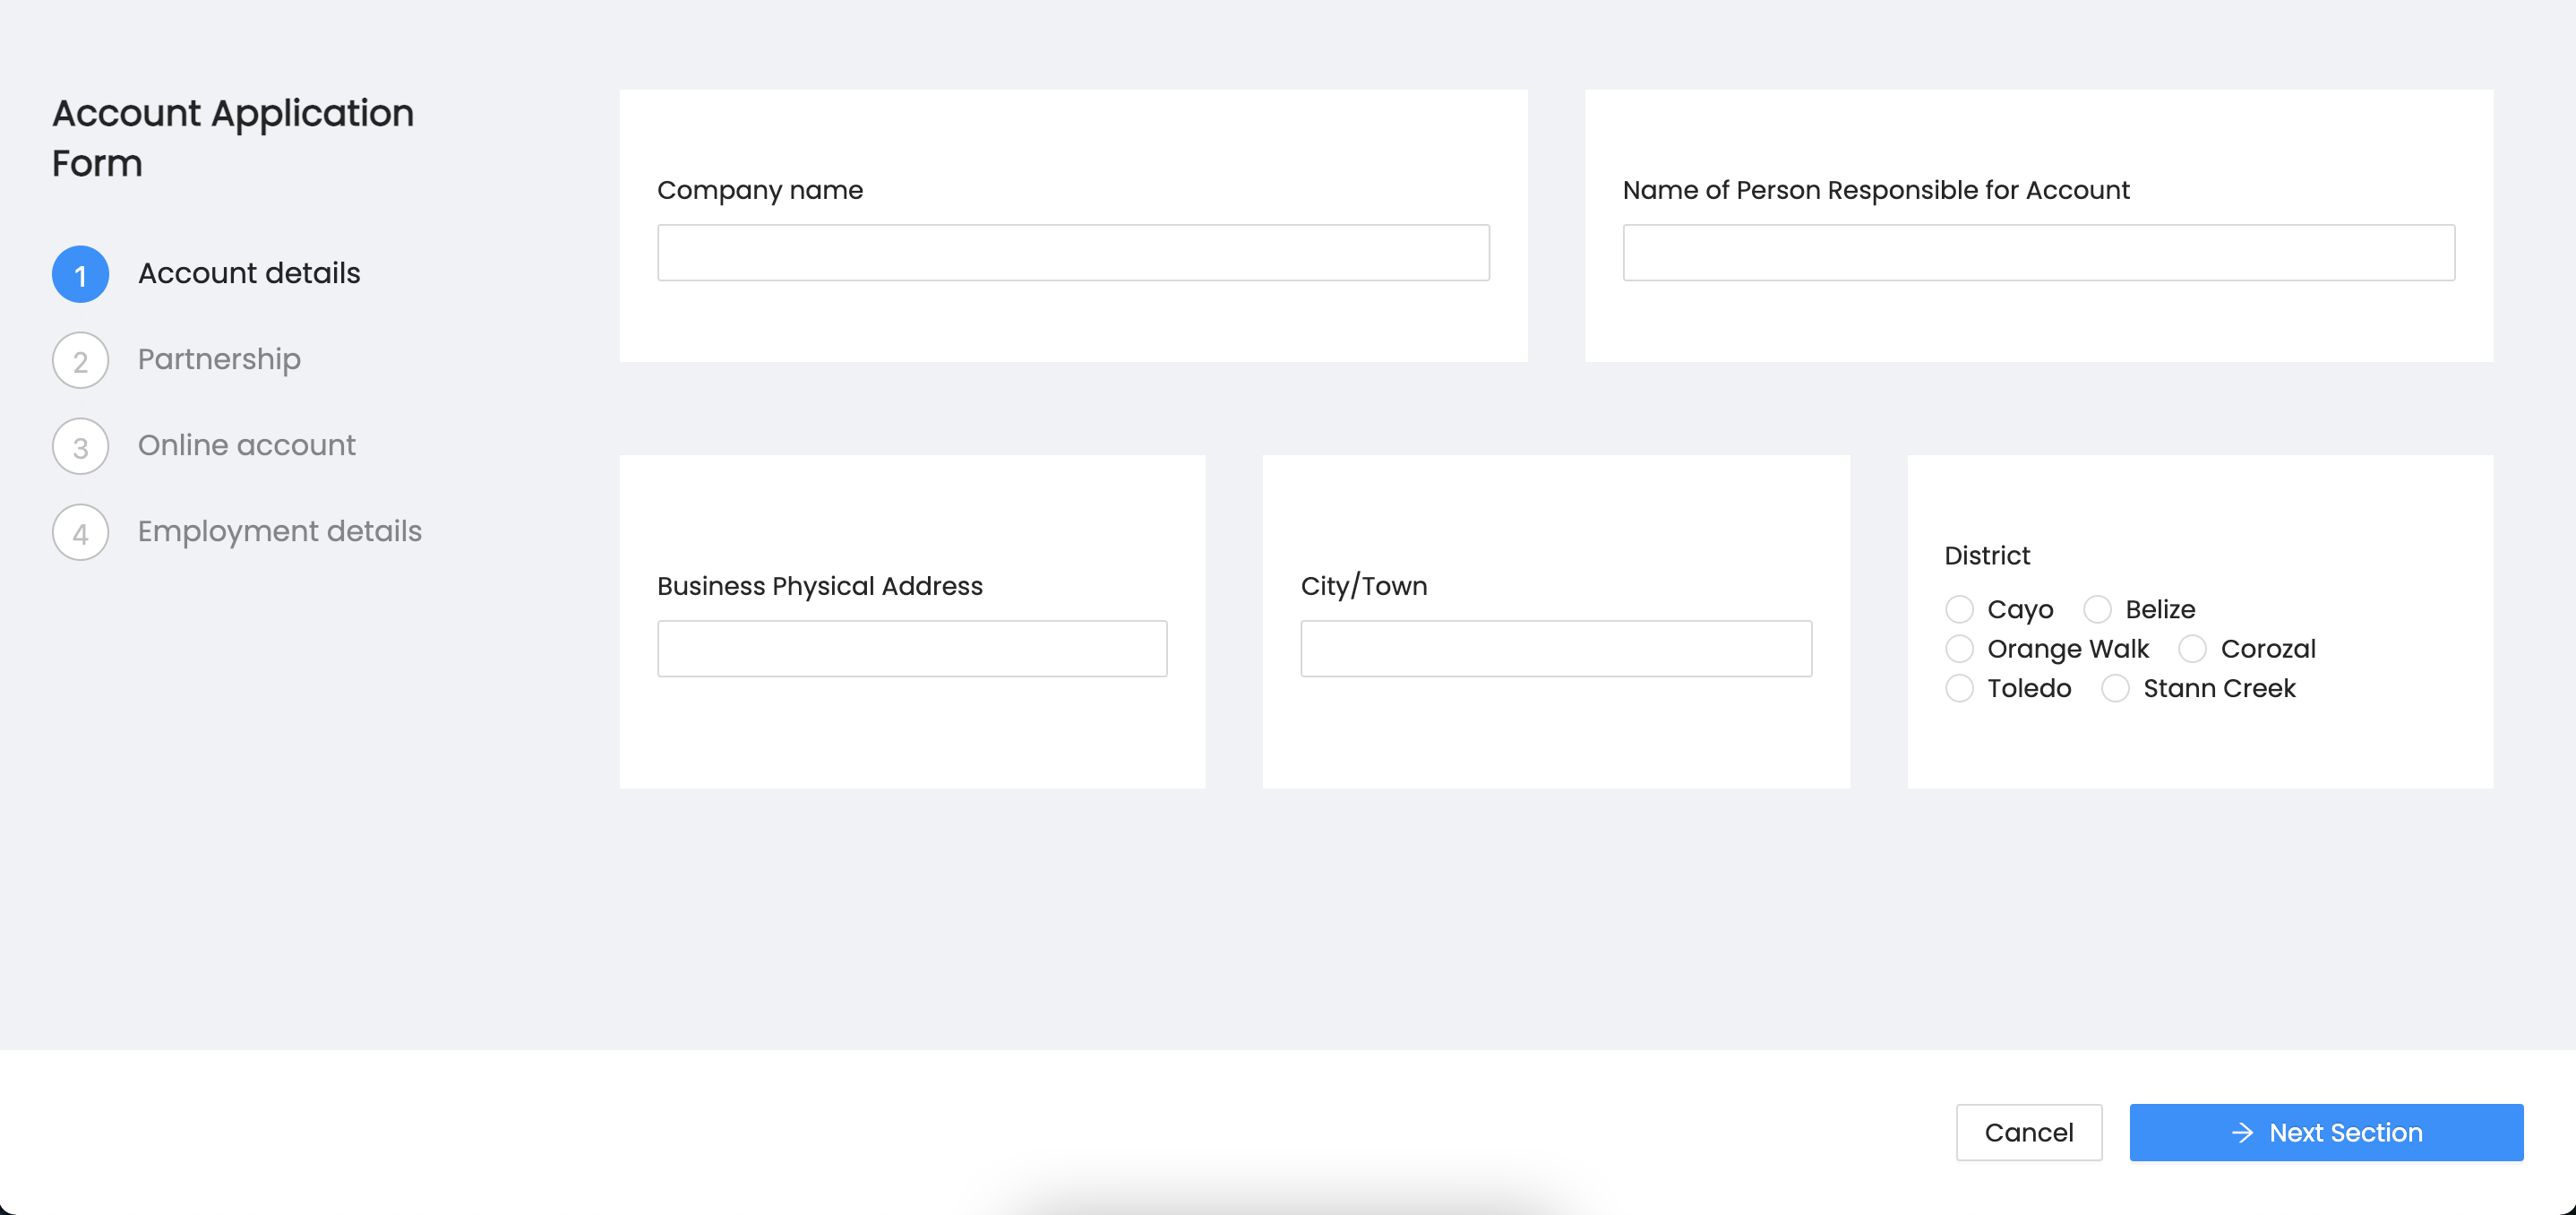 Account Application
Form
1 Account details
2 Partnership
3 Online account
4 Employment details
Company name
Name of Person Responsible for Account
Business Physical Address
City/Town
District
Cayo Belize
Orange Walk Corozal
Toledo Stann Creek
Cancel
→ Next Section